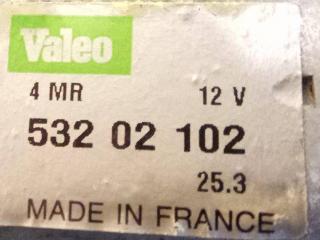 Valeo
4 MR 12 V
532 02 102
25.3
MADE IN FRANCE